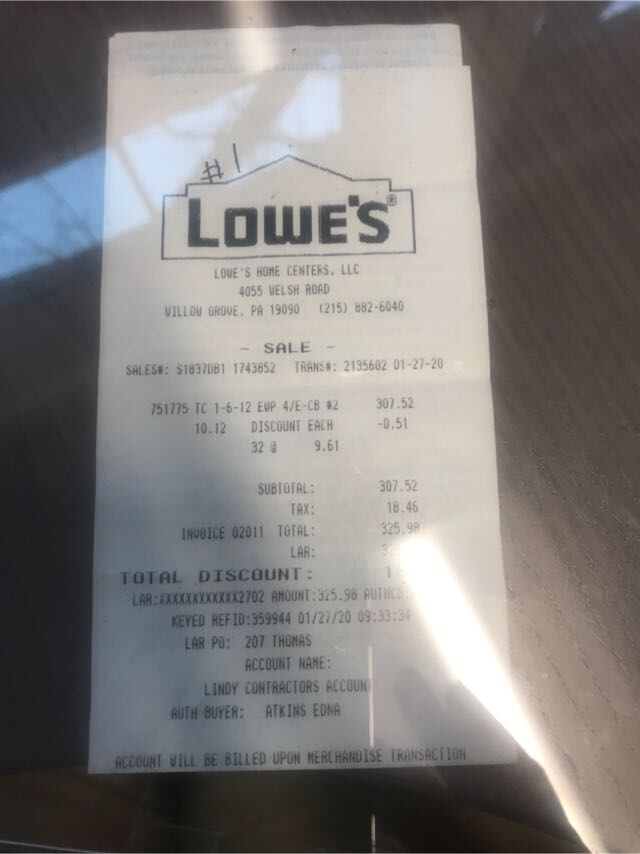 #1
LOWE'S®
LOWE'S HOME CENTERS, LLC
4055 WELSH ROAD
WILLOW GROVE, PA 19090 (215) 882-6040
- SALE -
SALES#: S1837DB1 1743852 TRANS#: 2135602 01-27-20
751775 TC 1-6-12 EWP 4/E-CB #2 307.52
10.12 DISCOUNT EACH -0.51
32 @ 9.61
SUBTOTAL: 307.52
TAX: 18.46
INVOICE 02011 TOTAL: 325.98
LAR:
TOTAL DISCOUNT:
LAR:XXXXXXXXXXXX2702 AMOUNT:325.98 AUTHCD:
KEYED REFID:359944 01/27/20 09:33:34
LAR PO: 207 THOMAS
ACCOUNT NAME:
LINDY CONTRACTORS ACCOUNT
AUTH BUYER: ATKINS EDNA
ACCOUNT WILL BE BILLED UPON MERCHANDISE TRANSACTION